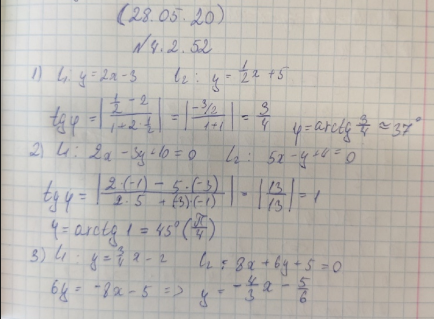 (28.05.20)
№4.2.52
1) l₁ y = 2x - 3 l₂: y = 1/2 x + 5
tg φ = |(1/2 - 2)/(1 + 2·1/2)| = |(-3/2)/(1+1)| = 3/4 φ = arctg 3/4 ≈ 37°
2) l₁: 2x - 3y + 10 = 0 l₂: 5x - y + 4 = 0
tg φ = |(2·(-1) - 5·(-3))/(2·5 + (-3)·(-1))| = |13/13| = 1
φ = arctg 1 = 45° (π/4)
3) l₁: y = 3/4 x - 2 l₂ = 8x + 6y + 5 = 0
6y = -8x - 5 => y = -4/3 x - 5/6